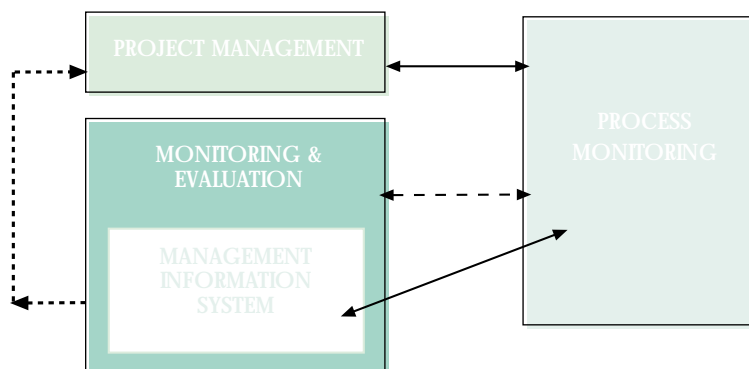 PROJECT MANAGEMENT
PROCESS
MONITORING
MONITORING &
EVALUATION
MANAGEMENT
INFORMATION
SYSTEM